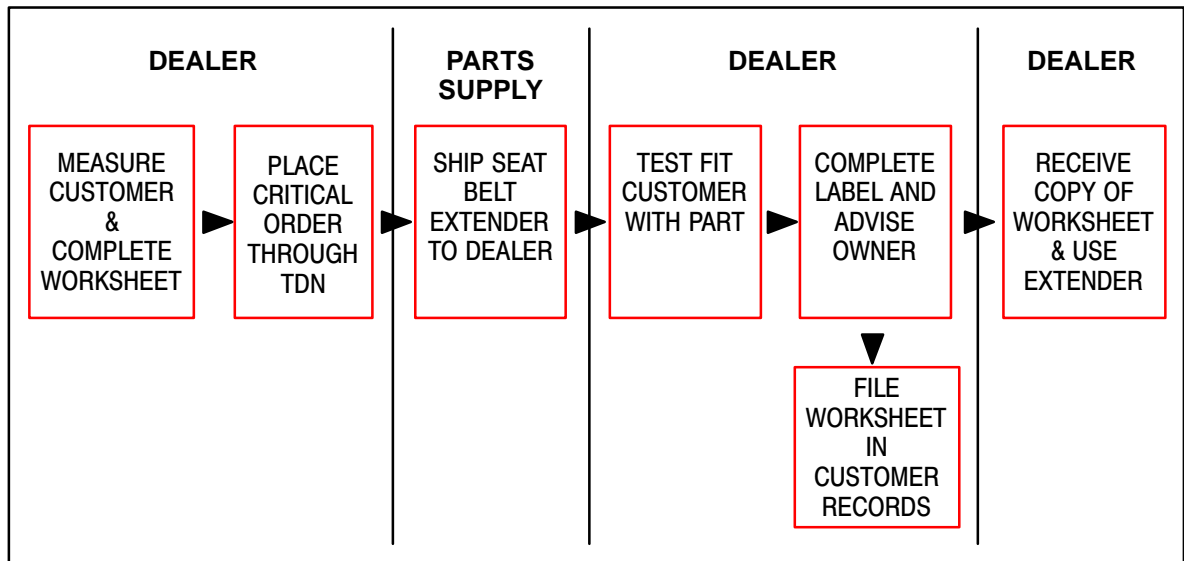 DEALER
MEASURE
CUSTOMER
&
COMPLETE
WORKSHEET
PLACE
CRITICAL
ORDER
THROUGH
TDN
PARTS
SUPPLY
SHIP SEAT
BELT
EXTENDER
TO DEALER
DEALER
TEST FIT
CUSTOMER
WITH PART
COMPLETE
LABEL AND
ADVISE
OWNER
FILE
WORKSHEET
IN
CUSTOMER
RECORDS
DEALER
RECEIVE
COPY OF
WORKSHEET
& USE
EXTENDER